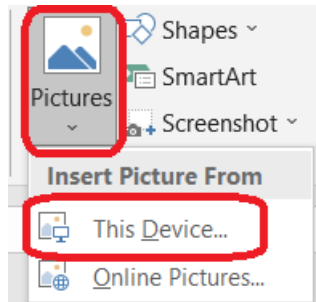 Shapes
SmartArt
Pictures
Screenshot
Insert Picture From
This Device...
Online Pictures...